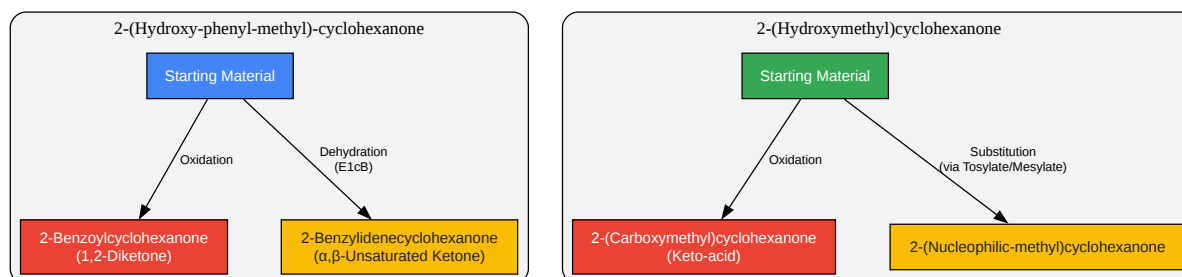 2-(Hydroxy-phenyl-methyl)-cyclohexanone
Starting Material
Oxidation
Dehydration
(E1cB)
2-Benzoylcyclohexanone
(1,2-Diketone)
2-Benzylidenecyclohexanone
(α,β-Unsaturated Ketone)
2-(Hydroxymethyl)cyclohexanone
Starting Material
Oxidation
Substitution
(via Tosylate/Mesylate)
2-(Carboxymethyl)cyclohexanone
(Keto-acid)
2-(Nucleophilic-methyl)cyclohexanone